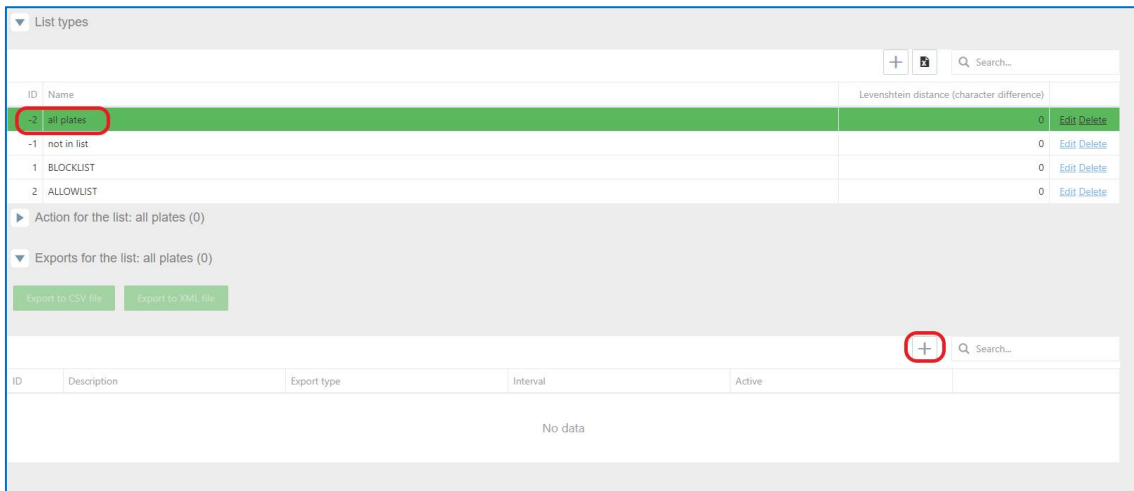 List types
Search...
ID Name Levenshtein distance (character difference)
-2 all plates 0 Edit Delete
-1 not in list 0 Edit Delete
1 BLOCKLIST 0 Edit Delete
2 ALLOWLIST 0 Edit Delete
Action for the list: all plates (0)
Exports for the list: all plates (0)
Export to CSV file Export to XML file
Search...
ID Description Export type Interval Active
No data